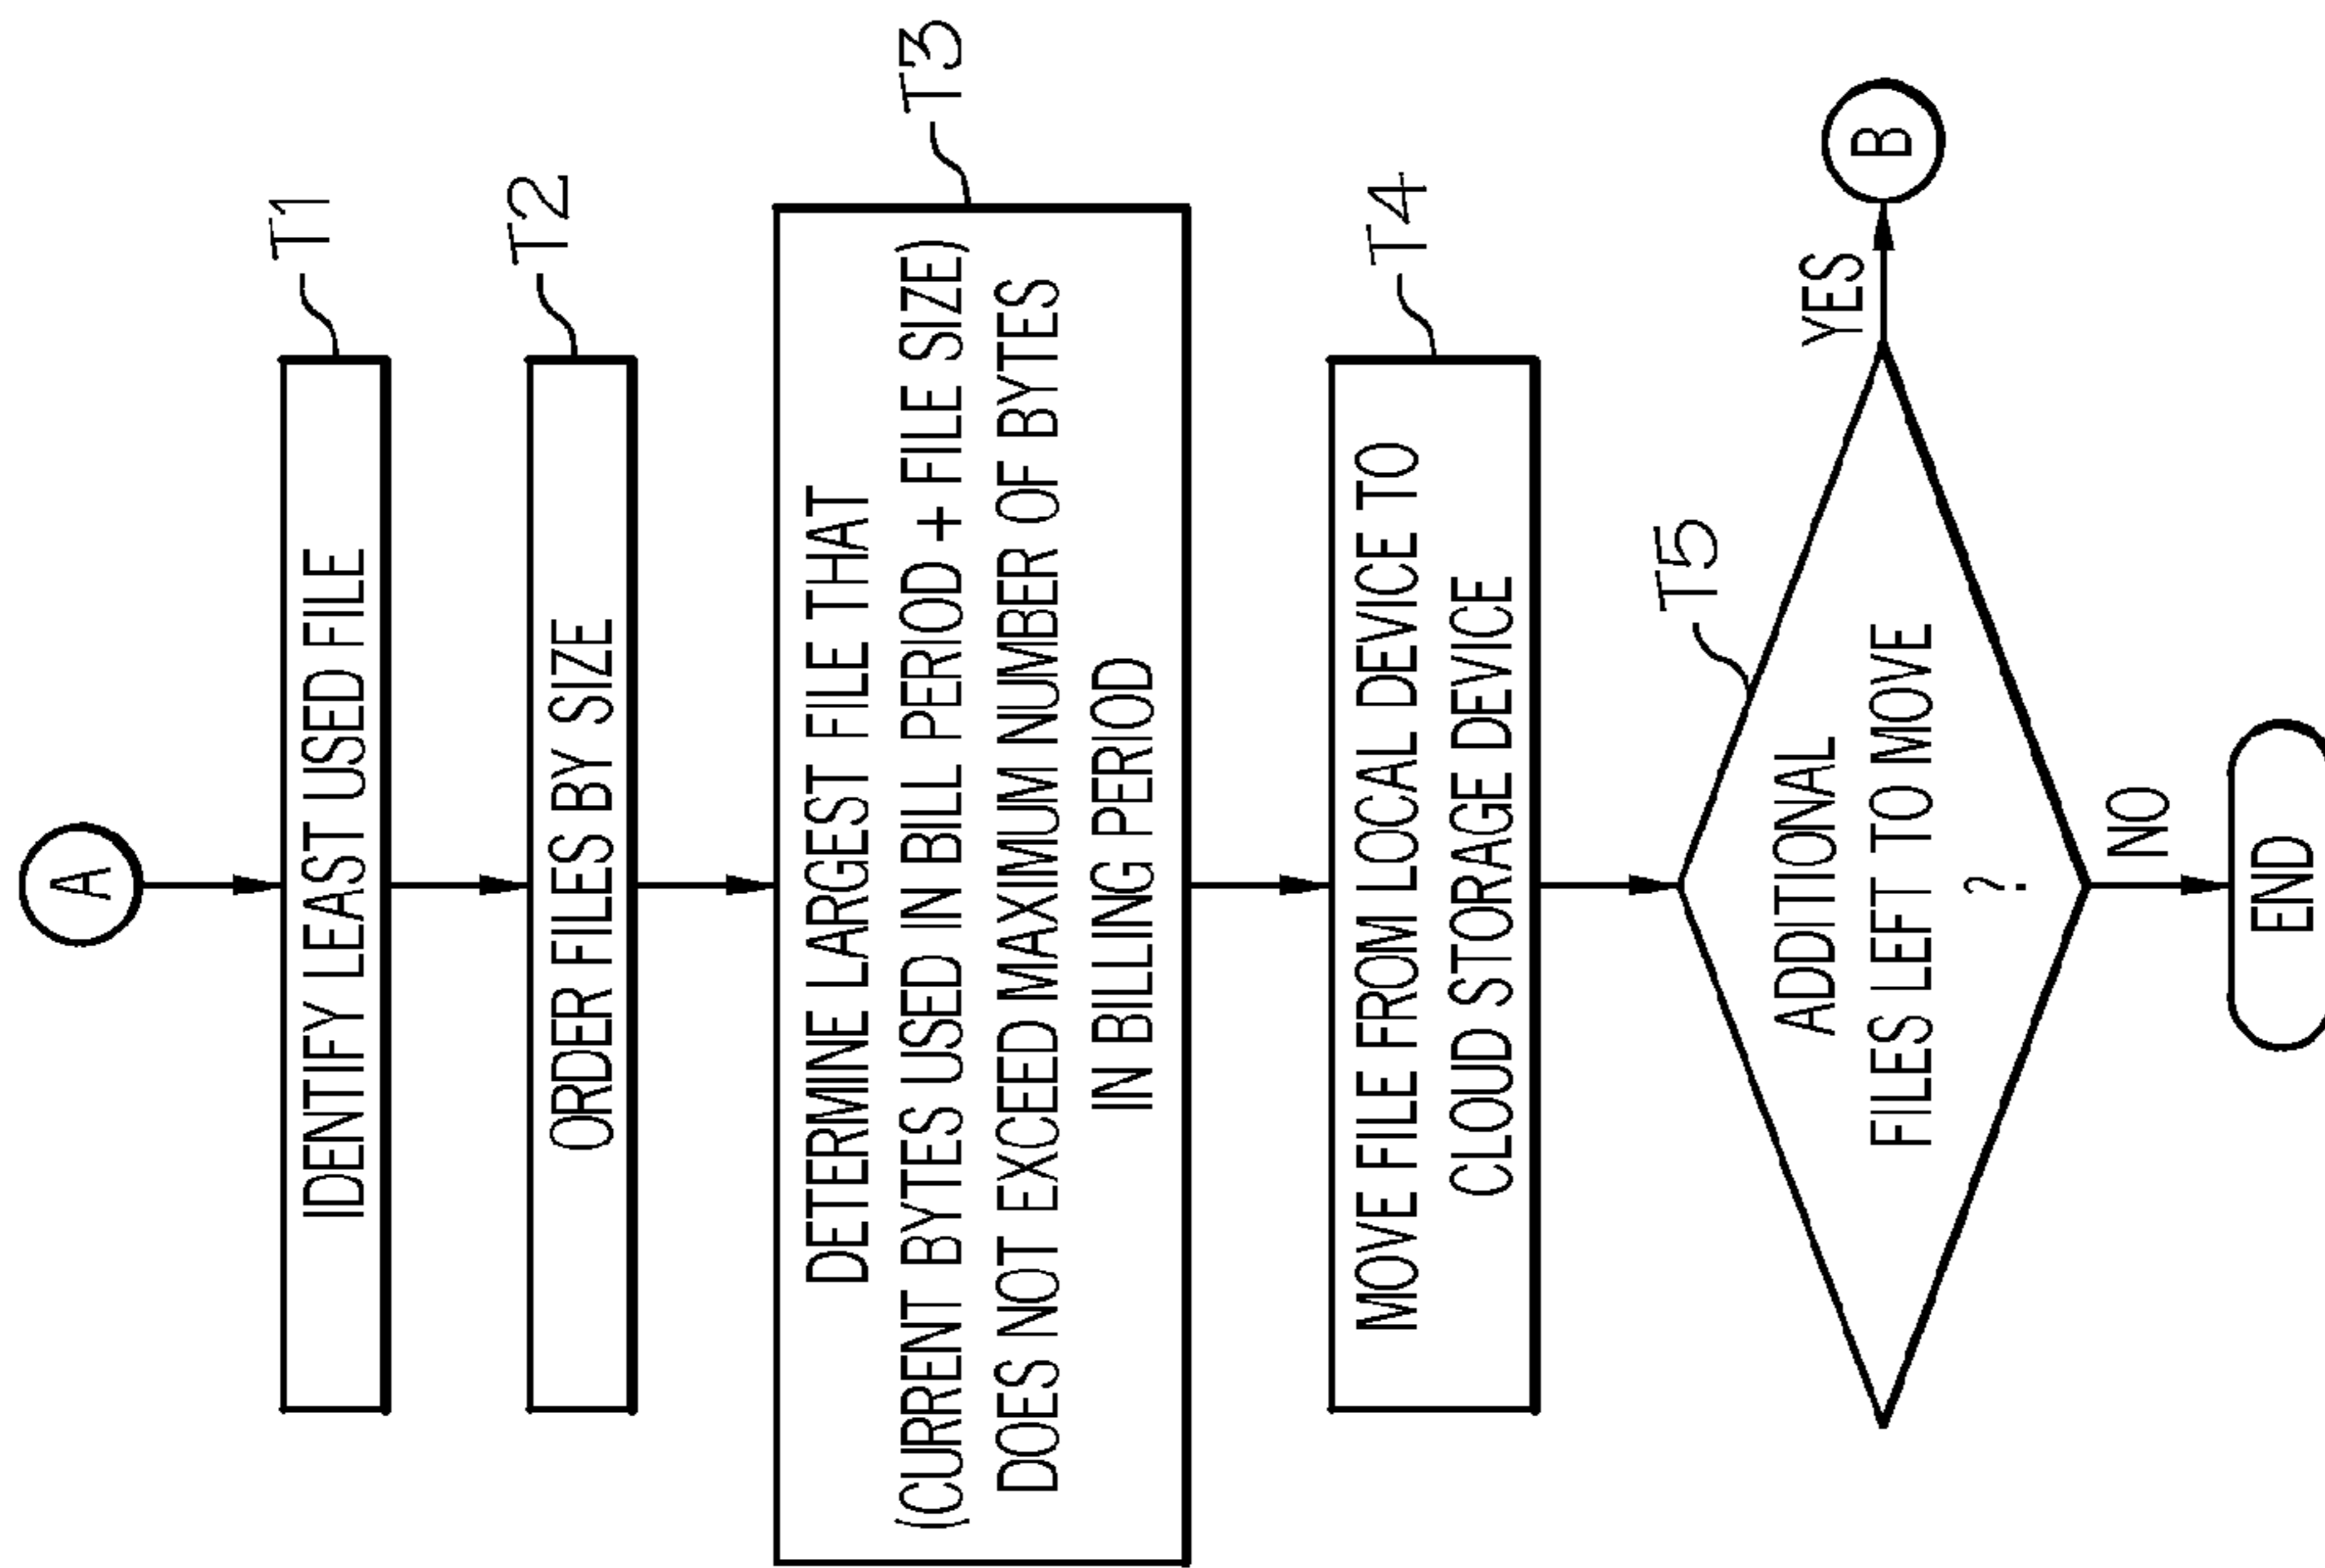 A
IDENTIFY LEAST USED FILE
T1
ORDER FILES BY SIZE
T2
DETERMINE LARGEST FILE THAT
(CURRENT BYTES USED IN BILL PERIOD + FILE SIZE)
DOES NOT EXCEED MAXIMUM NUMBER OF BYTES
IN BILLING PERIOD
T3
MOVE FILE FROM LOCAL DEVICE TO
CLOUD STORAGE DEVICE
T4
T5
ADDITIONAL
FILES LEFT TO MOVE
?
YES
B
NO
END